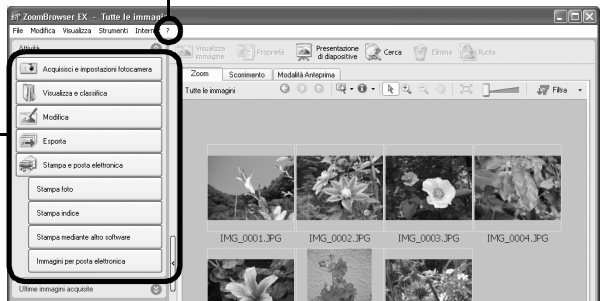 ZoomBrowser EX - Tutte le immagini
File Modifica Visualizza Strumenti Intern ?
Attività
Acquisisci e impostazioni fotocamera
Visualizza e classifica
Modifica
Esporta
Stampa e posta elettronica
Stampa foto
Stampa indice
Stampa mediante altro software
Immagini per posta elettronica
Ultime immagini acquisite
Visualizza immagine Proprietà Presentazione di diapositive Cerca Elimina Ruota
Zoom Scorrimento Modalità Anteprima
Tutte le immagini Filtra
IMG_0001.JPG IMG_0002.JPG IMG_0003.JPG IMG_0004.JPG